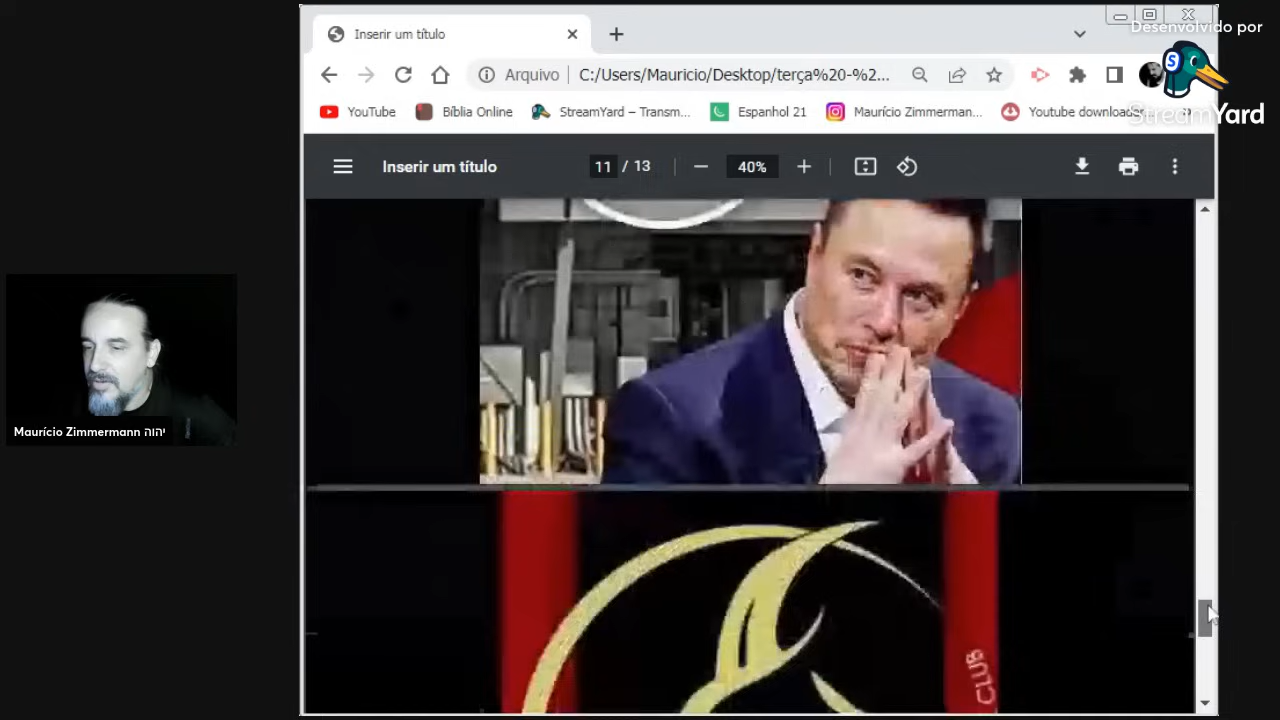 Inserir um título
Desenvolvido por
StreamYard
Arquivo
C:/Users/Mauricio/Desktop/terça%20-%2...
YouTube
Bíblia Online
StreamYard – Transm...
Espanhol 21
Maurício Zimmerman...
Youtube downloader
Inserir um título
11 / 13
40%
Maurício Zimmermann יהוה
CLUB